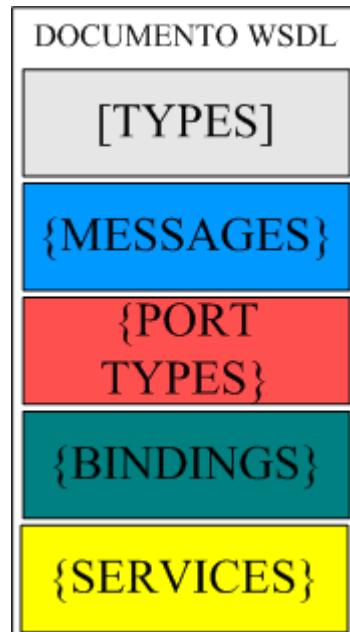 DOCUMENTO WSDL
[TYPES]
{MESSAGES}
{PORT
TYPES}
{BINDINGS}
{SERVICES}